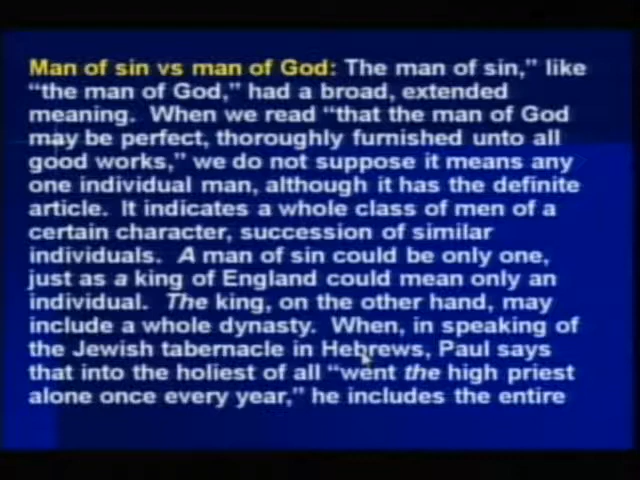 Man of sin vs man of God: The man of sin,” like
“the man of God,” had a broad, extended
meaning. When we read “that the man of God
may be perfect, thoroughly furnished unto all
good works,” we do not suppose it means any
one individual man, although it has the definite
article. It indicates a whole class of men of a
certain character, succession of similar
individuals. A man of sin could be only one,
just as a king of England could mean only an
individual. The king, on the other hand, may
include a whole dynasty. When, in speaking of
the Jewish tabernacle in Hebrews, Paul says
that into the holiest of all “went the high priest
alone once every year,” he includes the entire